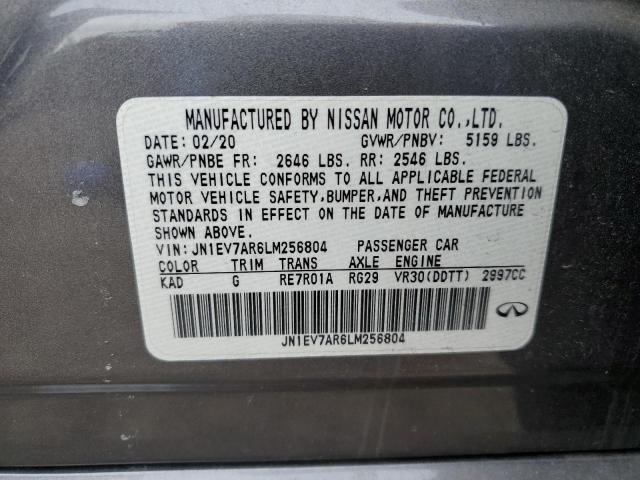 MANUFACTURED BY NISSAN MOTOR CO.,LTD.
DATE: 02/20 GVWR/PNBV: 5159 LBS.
GAWR/PNBE FR: 2646 LBS. RR: 2546 LBS.
THIS VEHICLE CONFORMS TO ALL APPLICABLE FEDERAL
MOTOR VEHICLE SAFETY,BUMPER,AND THEFT PREVENTION
STANDARDS IN EFFECT ON THE DATE OF MANUFACTURE
SHOWN ABOVE.
VIN:JN1EV7AR6LM256804 PASSENGER CAR
COLOR TRIM TRANS AXLE ENGINE
KAD G RE7R01A RG29 VR30(DDTT) 2997CC
JN1EV7AR6LM256804